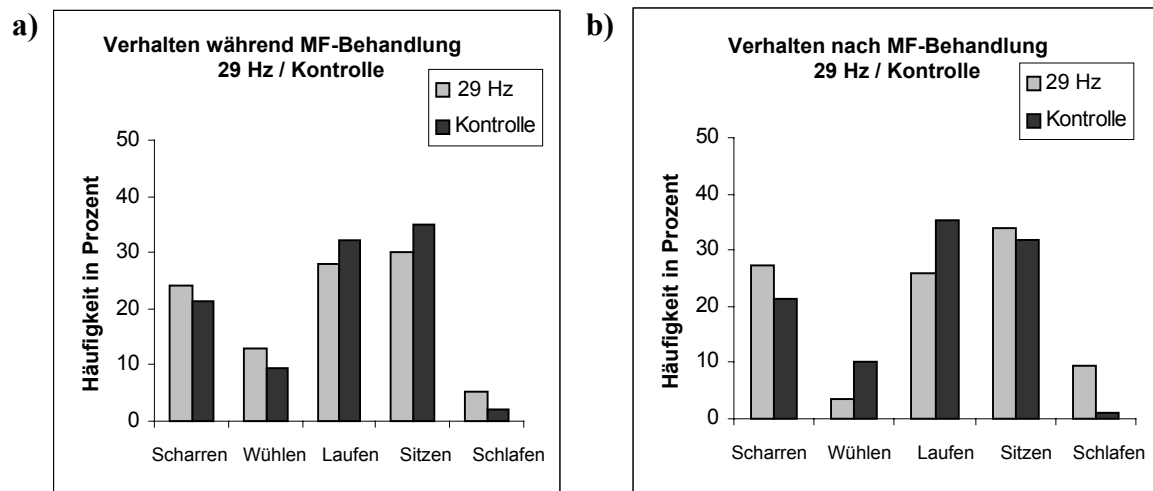 a)
Verhalten während MF-Behandlung
29 Hz / Kontrolle
29 Hz
Kontrolle
Häufigkeit in Prozent
50
40
30
20
10
0
Scharren Wühlen Laufen Sitzen Schlafen
b)
Verhalten nach MF-Behandlung
29 Hz / Kontrolle
29 Hz
Kontrolle
Häufigkeit in Prozent
50
40
30
20
10
0
Scharren Wühlen Laufen Sitzen Schlafen